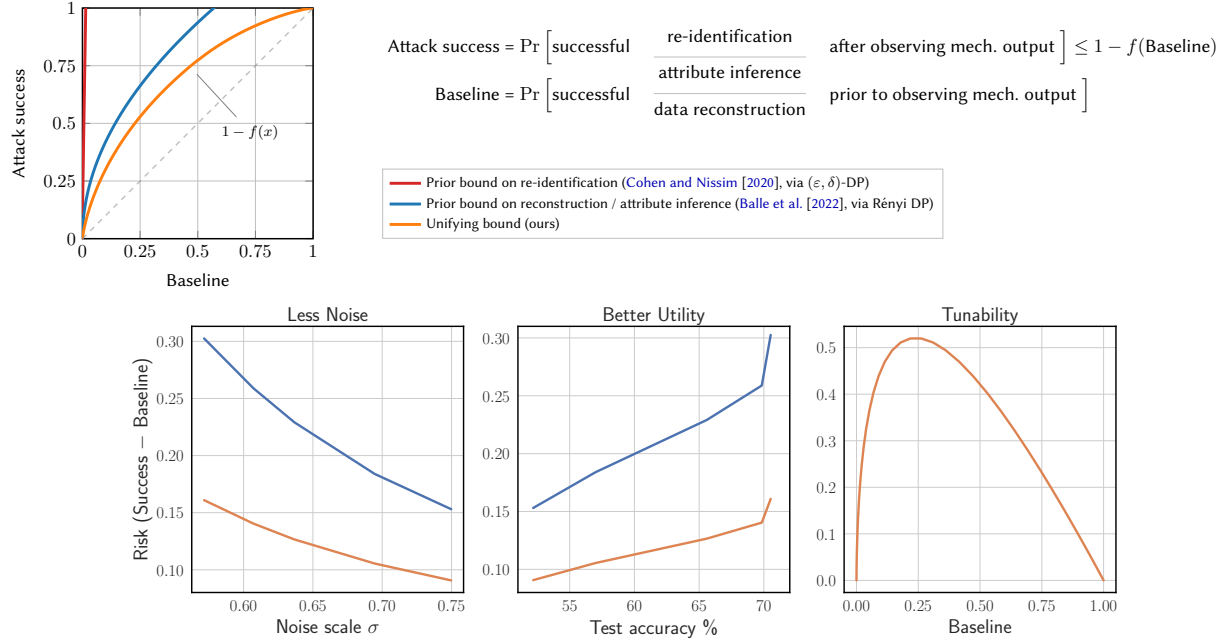 Attack success
1
0.75
0.5
0.25
0
0 0.25 0.5 0.75 1
1 − f(x)
Baseline
Attack success = Pr [successful re-identification after observing mech. output ] ≤ 1 − f(Baseline)
attribute inference
Baseline = Pr [successful data reconstruction prior to observing mech. output ]
Prior bound on re-identification (Cohen and Nissim [2020], via (ε, δ)-DP)
Prior bound on reconstruction / attribute inference (Balle et al. [2022], via Rényi DP)
Unifying bound (ours)
Risk (Success − Baseline)
Less Noise
0.30
0.25
0.20
0.15
0.10
0.60 0.65 0.70 0.75
Noise scale σ
Better Utility
0.30
0.25
0.20
0.15
0.10
55 60 65 70
Test accuracy %
Tunability
0.5
0.4
0.3
0.2
0.1
0.0
0.00 0.25 0.50 0.75 1.00
Baseline